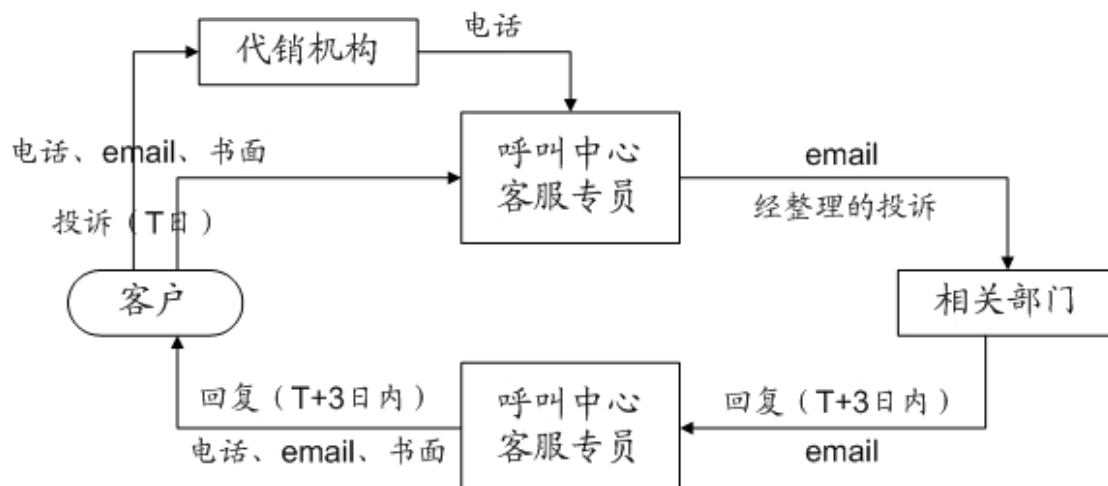 电话
代销机构
电话、email、书面
呼叫中心
客服专员
email
经整理的投诉
投诉（T日）
客户
相关部门
回复（T+3日内）
电话、email、书面
呼叫中心
客服专员
回复（T+3日内）
email